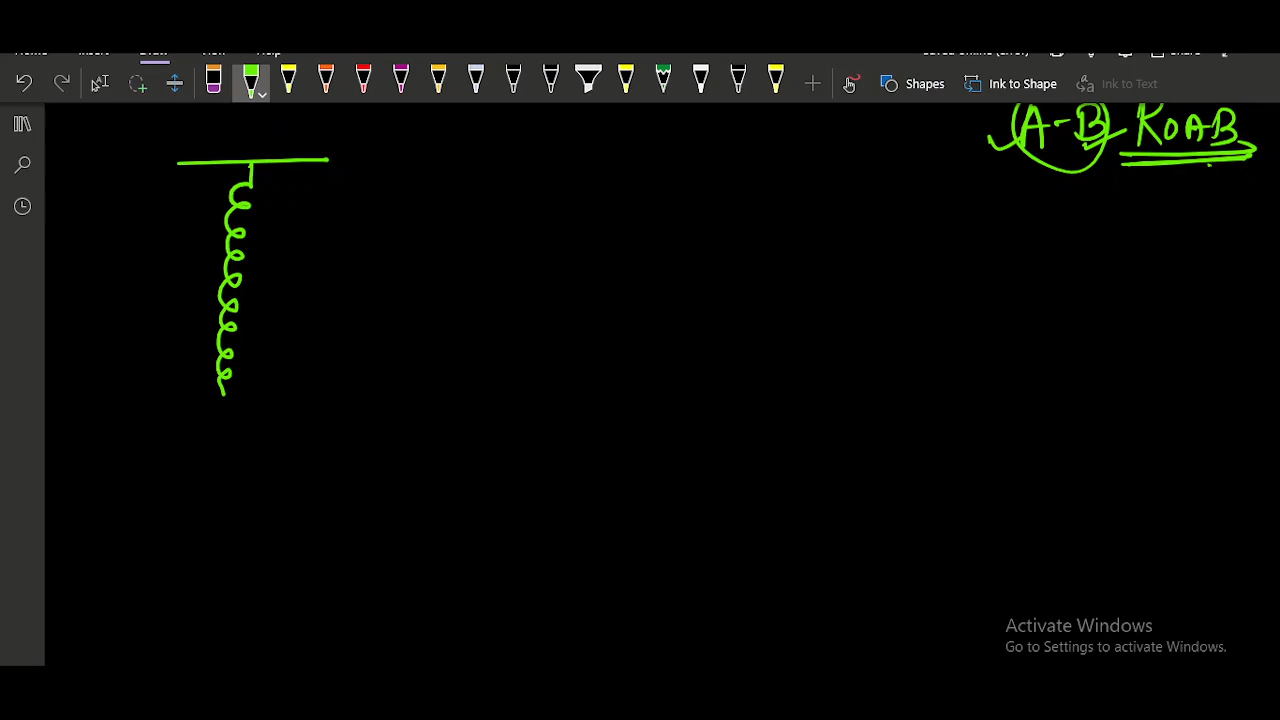 Shapes Ink to Shape Ink to Text
(A-B) KOAB
Activate Windows
Go to Settings to activate Windows.